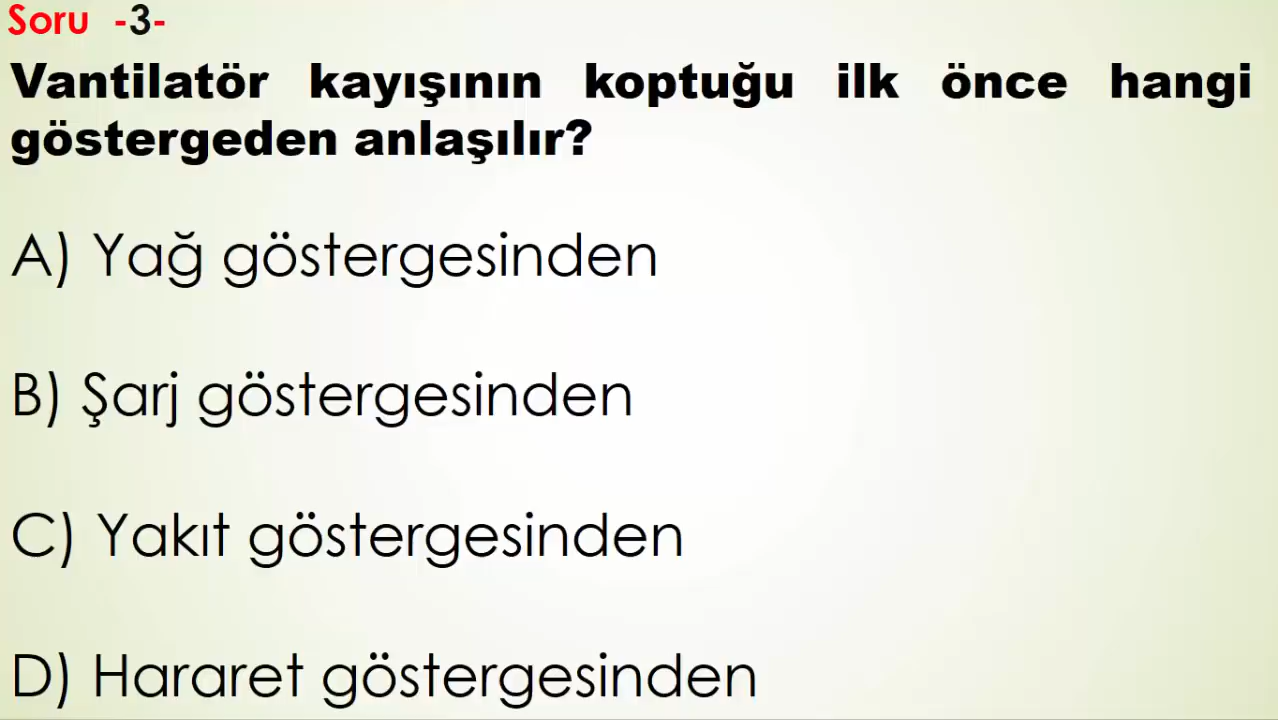 Soru -3-
Vantilatör kayışının koptuğu ilk önce hangi
göstergeden anlaşılır?
A) Yağ göstergesinden
B) Şarj göstergesinden
C) Yakıt göstergesinden
D) Hararet göstergesinden